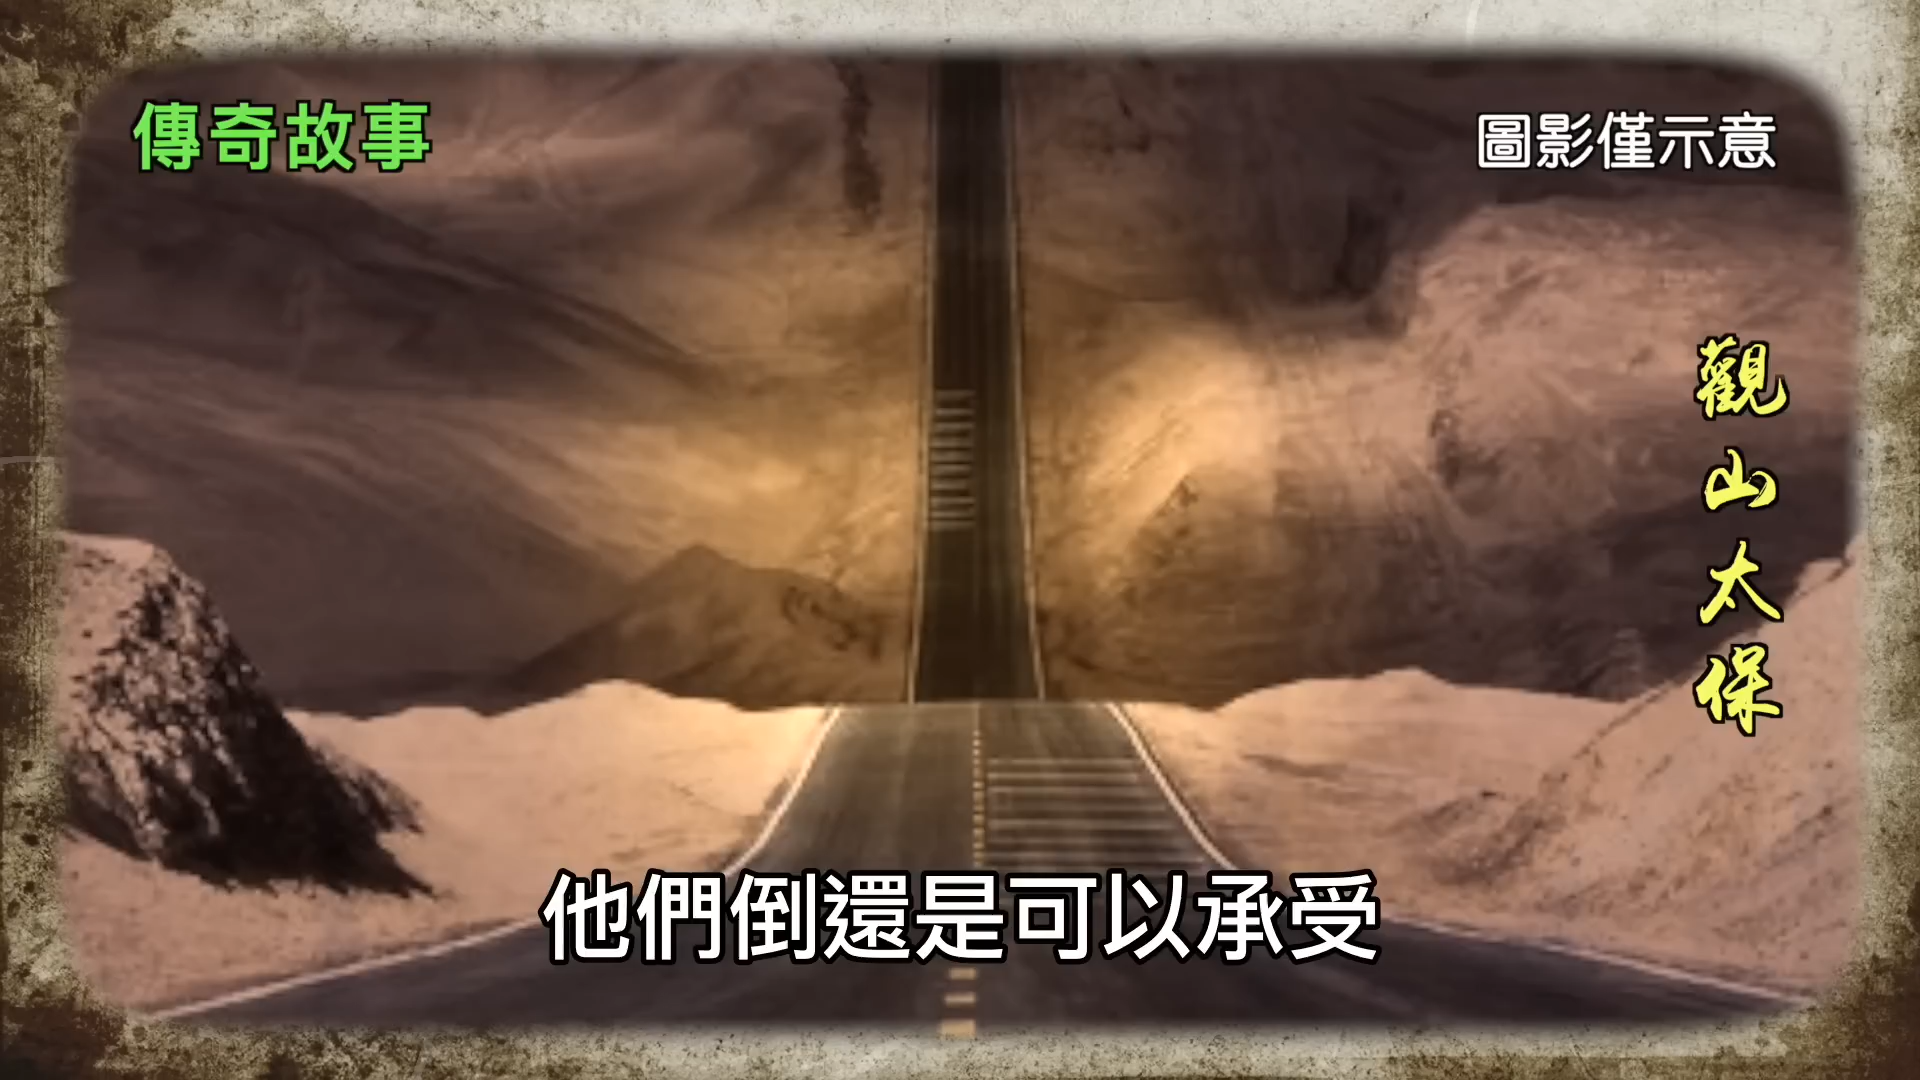 傳奇故事
圖影僅示意
觀山太保
他們倒還是可以承受